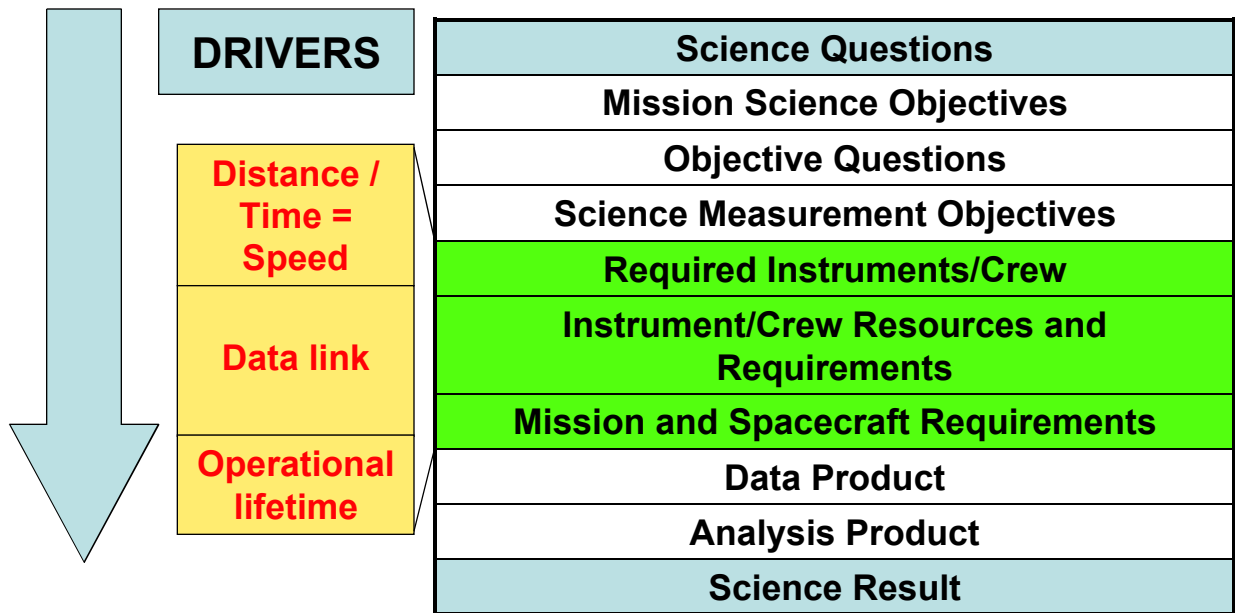 DRIVERS
Distance /
Time =
Speed
Data link
Operational
lifetime
Science Questions
Mission Science Objectives
Objective Questions
Science Measurement Objectives
Required Instruments/Crew
Instrument/Crew Resources and
Requirements
Mission and Spacecraft Requirements
Data Product
Analysis Product
Science Result